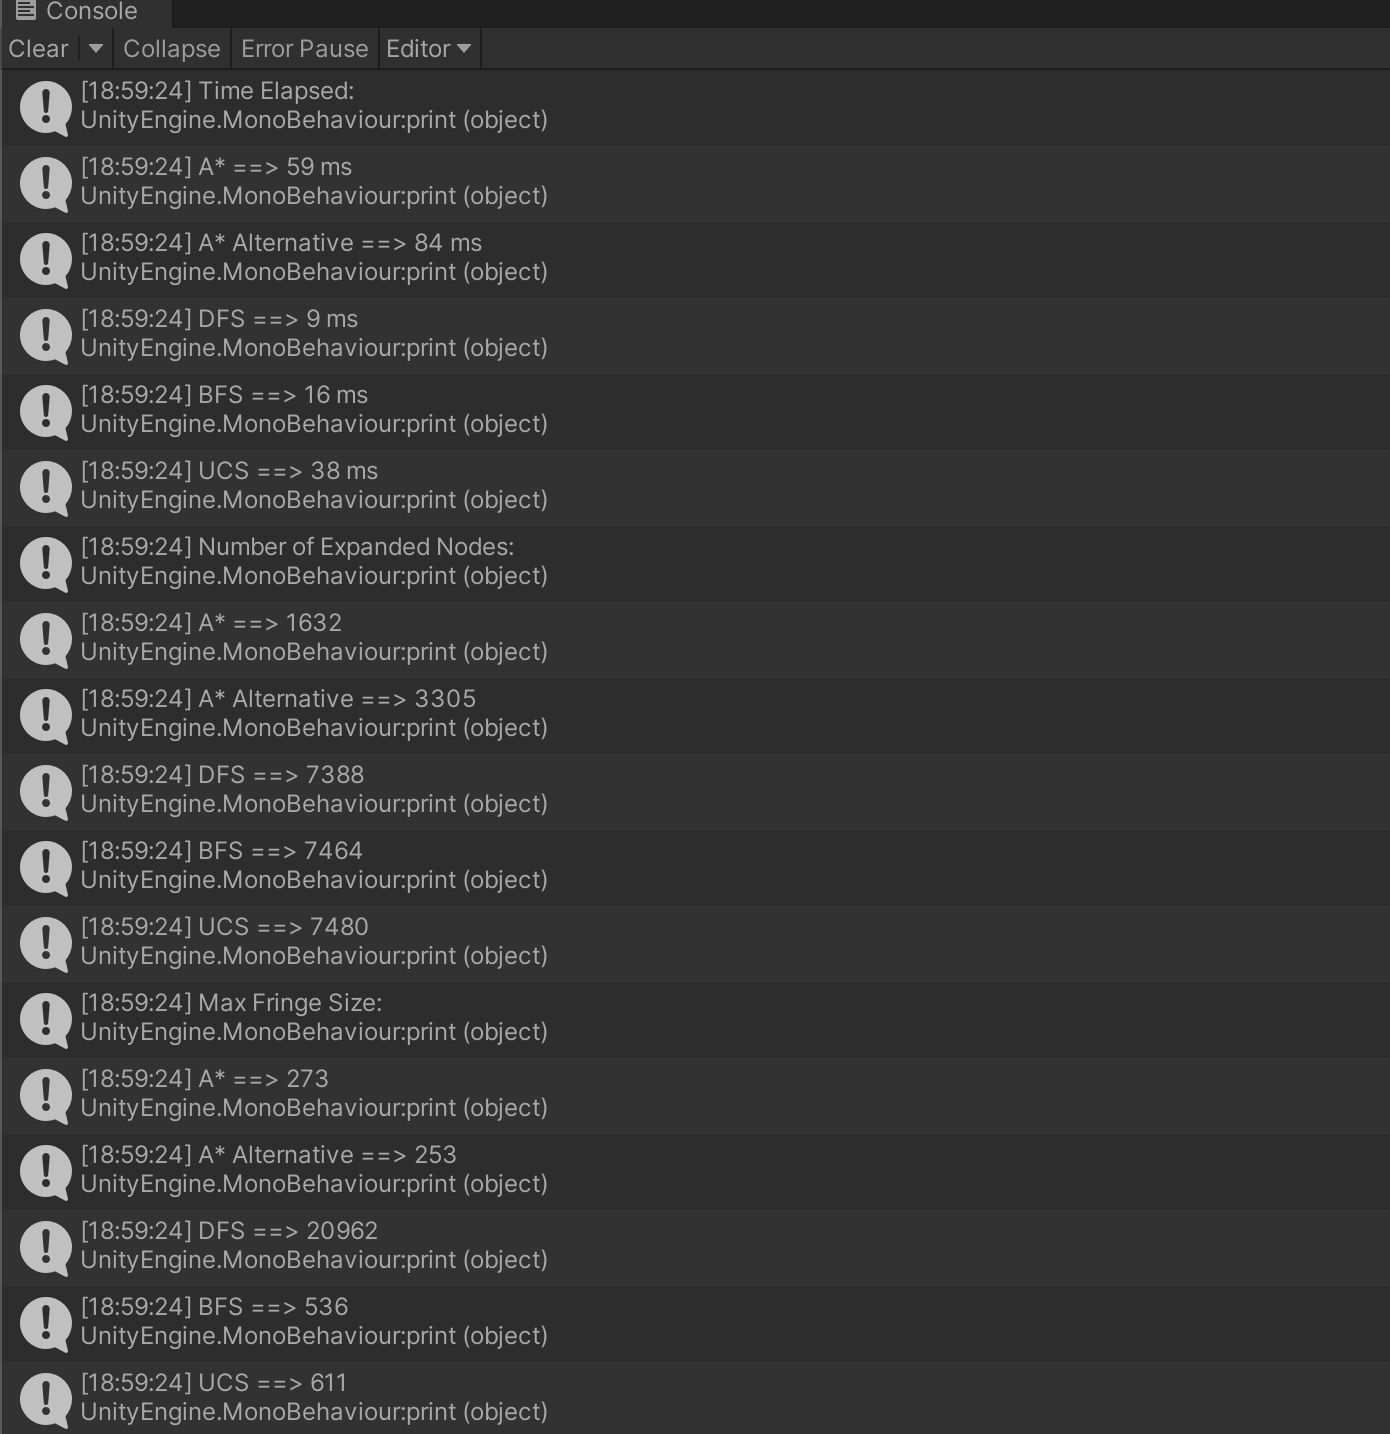 Console
Clear Collapse Error Pause Editor
[18:59:24] Time Elapsed:
UnityEngine.MonoBehaviour:print (object)
[18:59:24] A* ==> 59 ms
UnityEngine.MonoBehaviour:print (object)
[18:59:24] A* Alternative ==> 84 ms
UnityEngine.MonoBehaviour:print (object)
[18:59:24] DFS ==> 9 ms
UnityEngine.MonoBehaviour:print (object)
[18:59:24] BFS ==> 16 ms
UnityEngine.MonoBehaviour:print (object)
[18:59:24] UCS ==> 38 ms
UnityEngine.MonoBehaviour:print (object)
[18:59:24] Number of Expanded Nodes:
UnityEngine.MonoBehaviour:print (object)
[18:59:24] A* ==> 1632
UnityEngine.MonoBehaviour:print (object)
[18:59:24] A* Alternative ==> 3305
UnityEngine.MonoBehaviour:print (object)
[18:59:24] DFS ==> 7388
UnityEngine.MonoBehaviour:print (object)
[18:59:24] BFS ==> 7464
UnityEngine.MonoBehaviour:print (object)
[18:59:24] UCS ==> 7480
UnityEngine.MonoBehaviour:print (object)
[18:59:24] Max Fringe Size:
UnityEngine.MonoBehaviour:print (object)
[18:59:24] A* ==> 273
UnityEngine.MonoBehaviour:print (object)
[18:59:24] A* Alternative ==> 253
UnityEngine.MonoBehaviour:print (object)
[18:59:24] DFS ==> 20962
UnityEngine.MonoBehaviour:print (object)
[18:59:24] BFS ==> 536
UnityEngine.MonoBehaviour:print (object)
[18:59:24] UCS ==> 611
UnityEngine.MonoBehaviour:print (object)